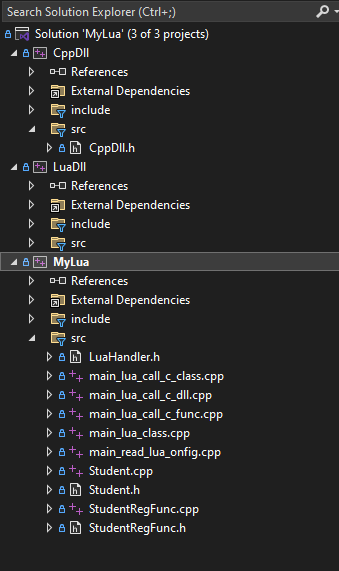 Search Solution Explorer (Ctrl+;)
Solution 'MyLua' (3 of 3 projects)
CppDll
References
External Dependencies
include
src
CppDll.h
LuaDll
References
External Dependencies
include
src
MyLua
References
External Dependencies
include
src
LuaHandler.h
main_lua_call_c_class.cpp
main_lua_call_c_dll.cpp
main_lua_call_c_func.cpp
main_lua_class.cpp
main_read_lua_onfig.cpp
Student.cpp
Student.h
StudentRegFunc.cpp
StudentRegFunc.h